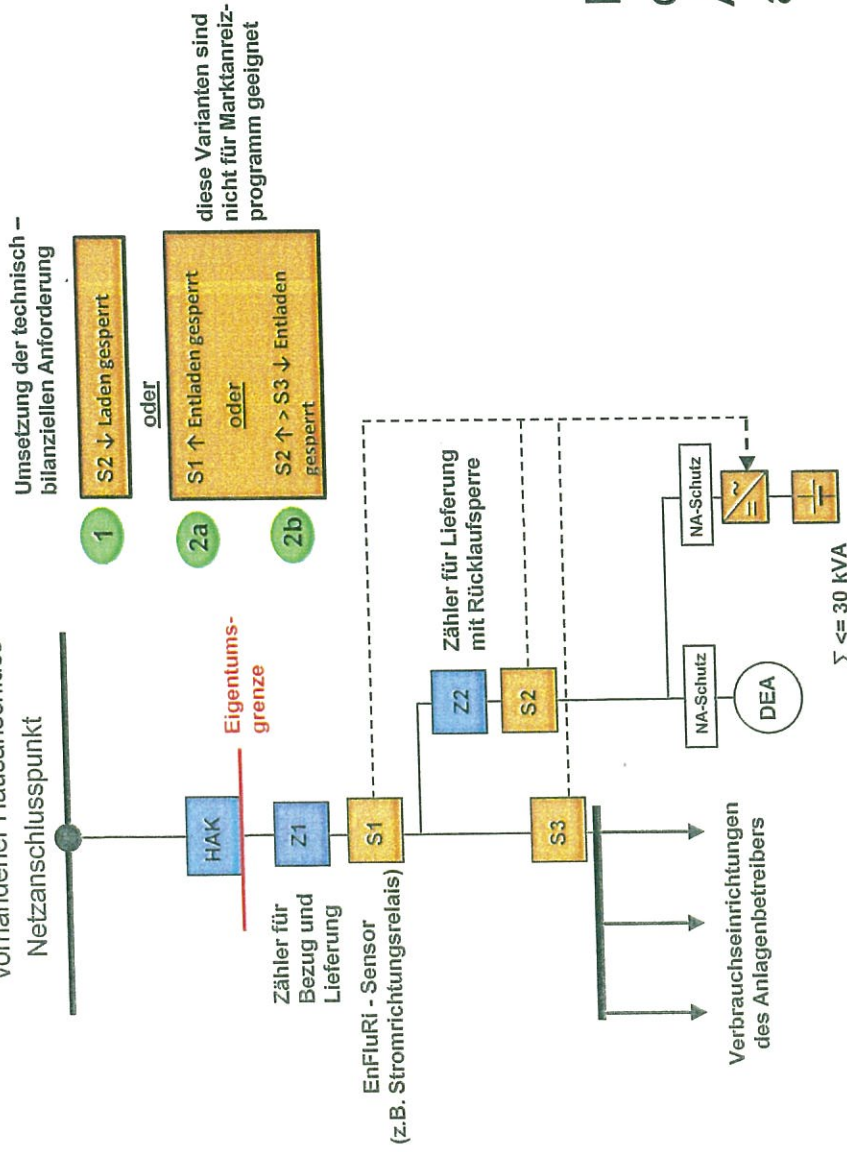 vorhandener Hausanschluss
Netzanschlusspunkt
Umsetzung der technisch –
bilanziellen Anforderung
1
S2 ↓ Laden gesperrt
oder
2a
S1 ↑ Entladen gesperrt
oder
2b
S2 ↑ > S3 ↓ Entladen
gesperrt
diese Varianten sind
nicht für Marktanreiz-
programm geeignet
HAK
Eigentums-
grenze
Zähler für
Bezug und
Lieferung
Z1
EnFluRi - Sensor
(z.B. Stromrichtungsrelais)
S1
Zähler für Lieferung
mit Rücklaufsperre
Z2
S2
S3
NA-Schutz
NA-Schutz
DEA
= ~
Σ <= 30 kVA
Verbrauchseinrichtungen
des Anlagenbetreibers